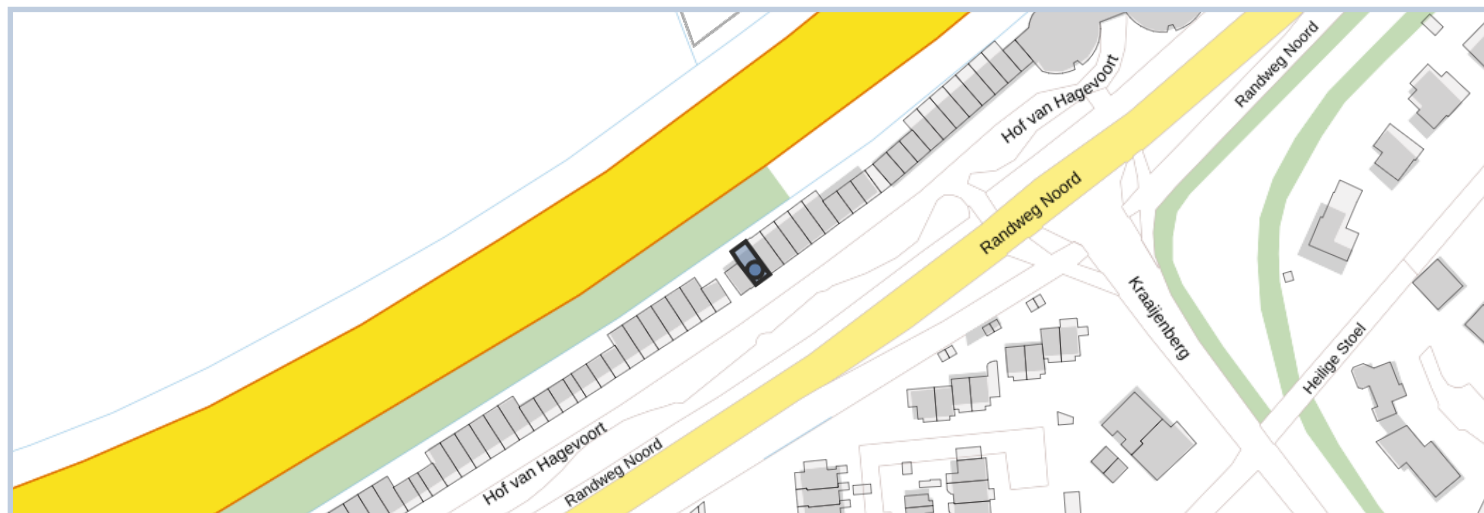 Randweg Noord
Hof van Hagevoort
Randweg Noord
Kraaijenberg
Heilige Stoel
Hof van Hagevoort
Randweg Noord